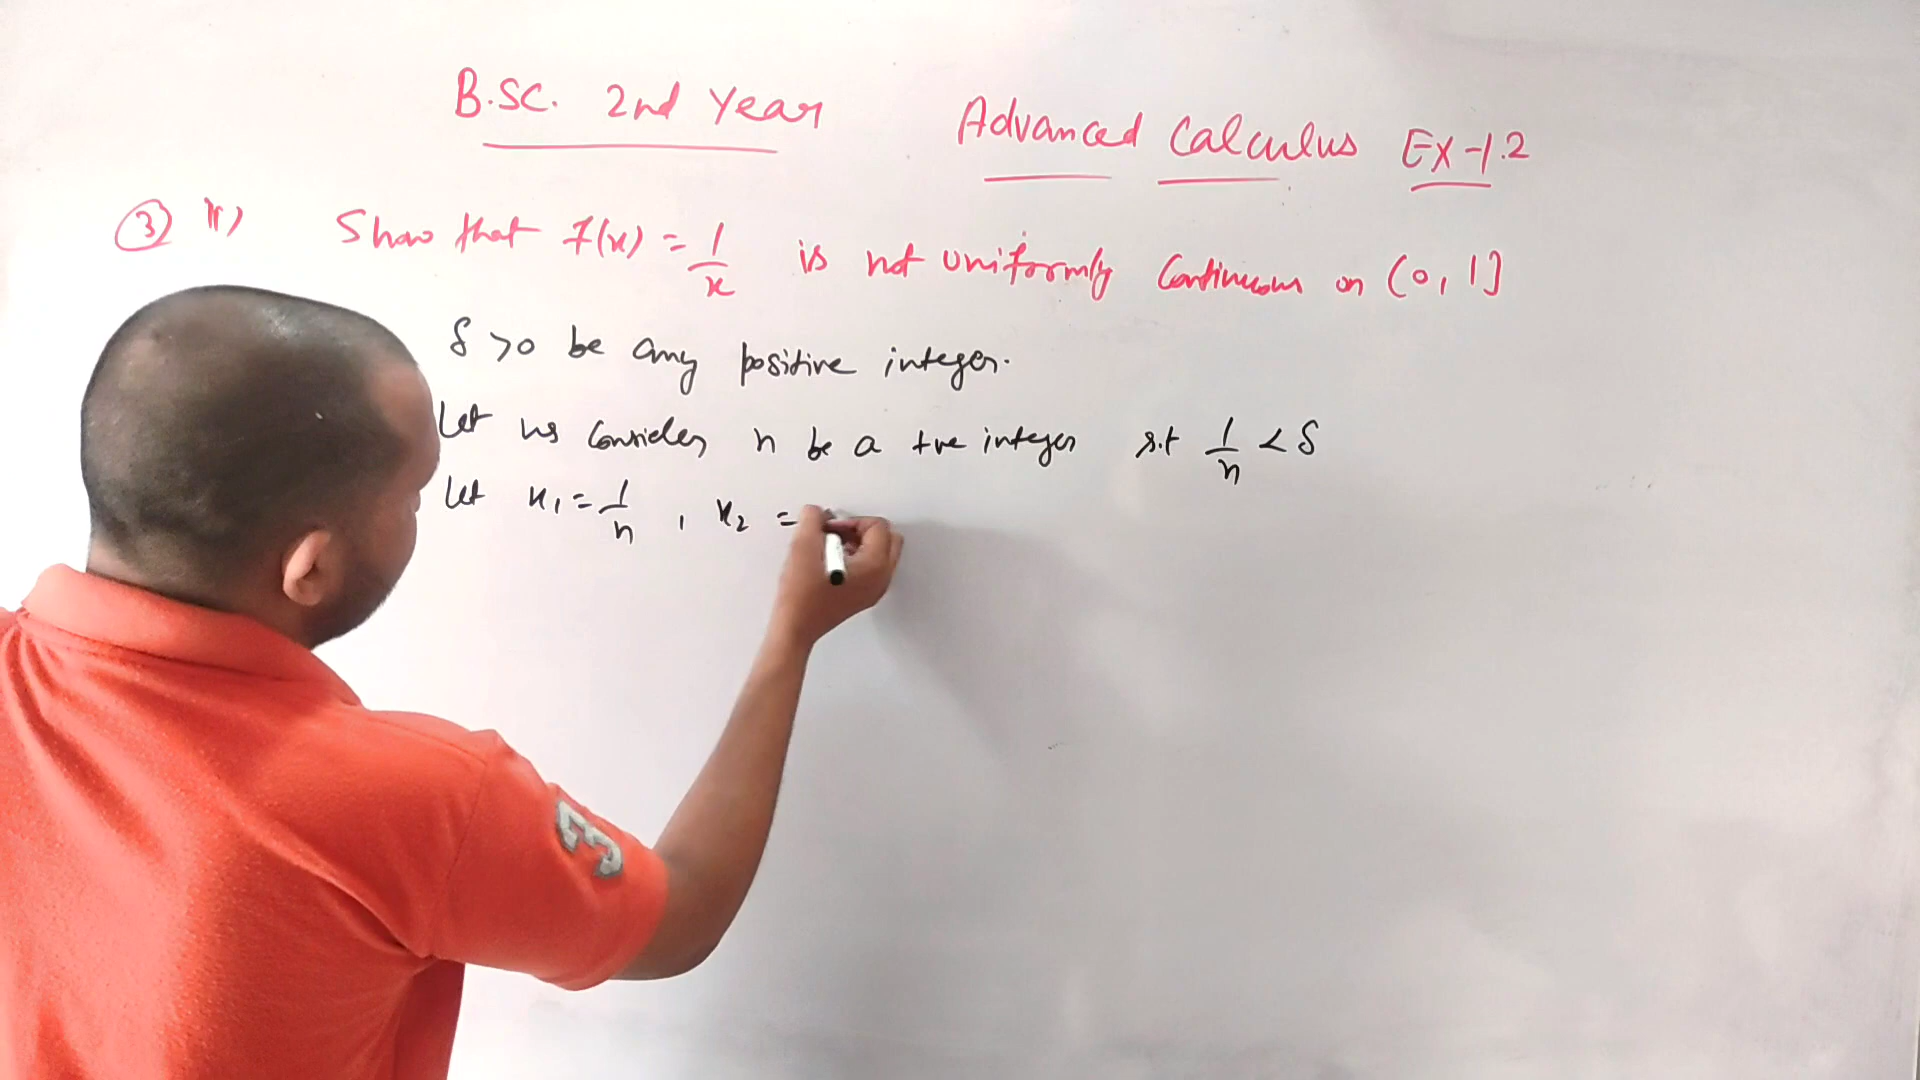 B.SC. 2nd Year Advanced Calculus EX-1.2
③ ii) Show that f(x) = 1/x is not uniformly Continuous on (0, 1]
δ >0 be any positive integer.
Let us consider n be a +ve integer s.t 1/n < δ
let x₁ = 1/n , x₂ =
3